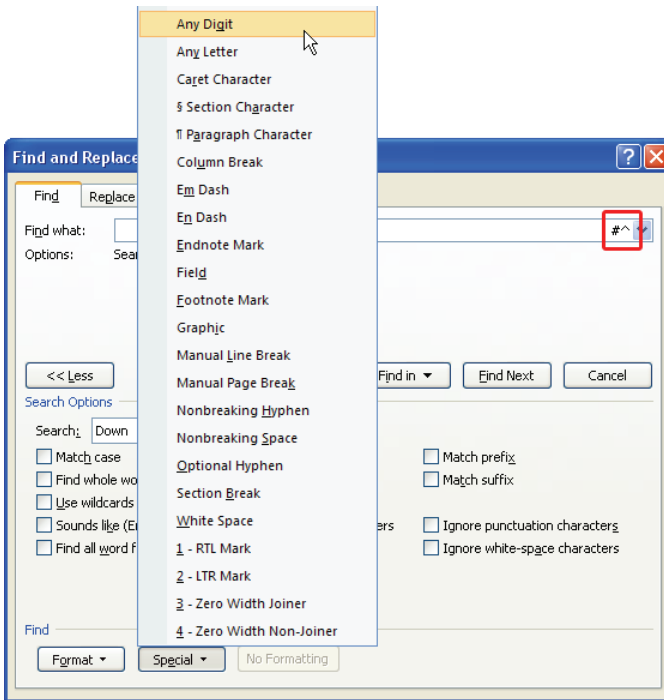 Any Digit
Any Letter
Caret Character
§ Section Character
¶ Paragraph Character
Column Break
Em Dash
En Dash
Endnote Mark
Field
Footnote Mark
Graphic
Manual Line Break
Manual Page Break
Nonbreaking Hyphen
Nonbreaking Space
Optional Hyphen
Section Break
White Space
1 - RTL Mark
2 - LTR Mark
3 - Zero Width Joiner
4 - Zero Width Non-Joiner
Find and Replace
Find Replace
Find what: #^
Options:
<< Less Find in Find Next Cancel
Search Options
Search: Down
Match case Match prefix
Find whole Match suffix
Use wildcards
Sounds like Ignore punctuation characters
Find all word Ignore white-space characters
Find
Format Special No Formatting